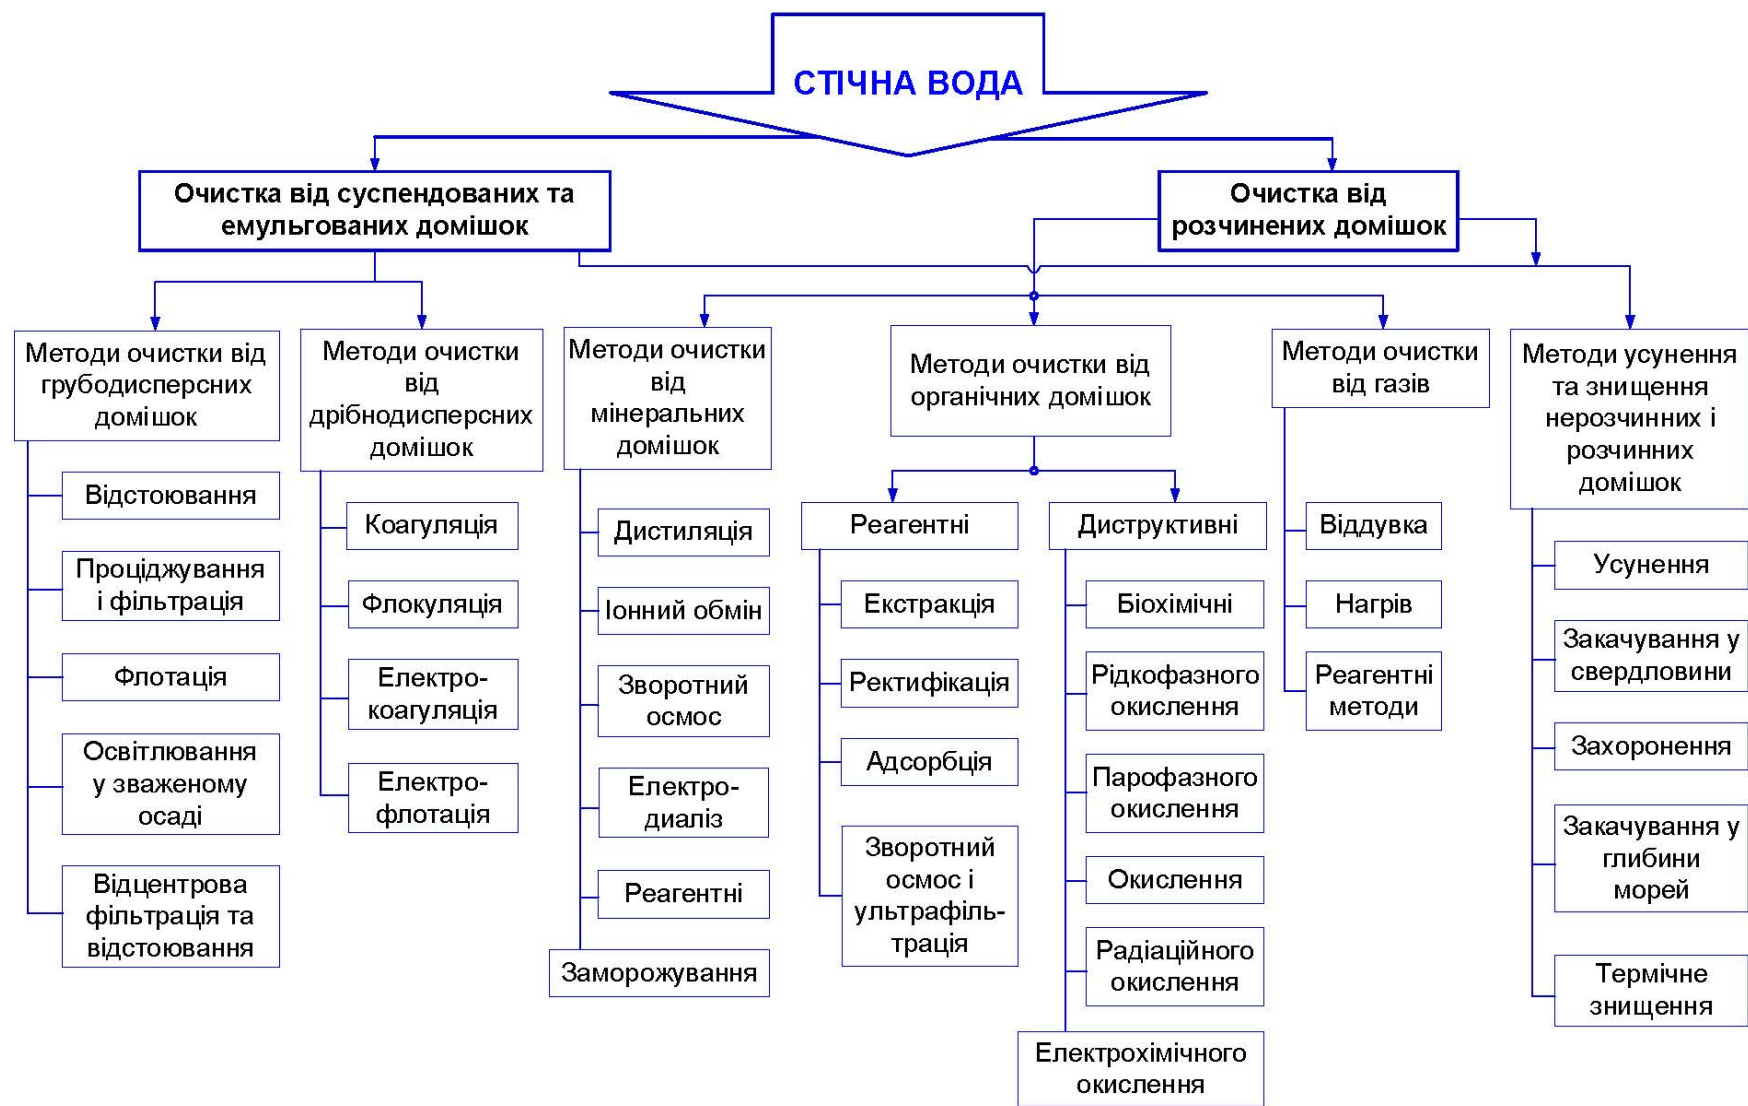 СТІЧНА ВОДА
Очистка від суспендованих та
емульгованих домішок
Очистка від
розчинених домішок
Методи очистки від
грубодисперсних
домішок
Відстоювання
Проціджування
і фільтрація
Флотація
Освітлювання
у зваженому
осаді
Відцентрова
фільтрація та
відстоювання
Методи очистки
від
дрібнодисперсних
домішок
Коагуляція
Флокуляція
Електро-
коагуляція
Електро-
флотація
Методи очистки
від
мінеральних
домішок
Дистиляція
Іонний обмін
Зворотний
осмос
Електро-
диаліз
Реагентні
Заморожування
Методи очистки від
органічних домішок
Реагентні
Екстракція
Ректифікація
Адсорбція
Зворотний
осмос і
ультрафіль-
трація
Диструктивні
Біохімічні
Рідкофазного
окислення
Парофазного
окислення
Окислення
Радіаційного
окислення
Електрохімічного
окислення
Методи очистки
від газів
Віддувка
Нагрів
Реагентні
методи
Методи усунення
та знищення
нерозчинних і
розчинних
домішок
Усунення
Закачування у
свердловини
Захоронення
Закачування у
глибини
морей
Термічне
знищення